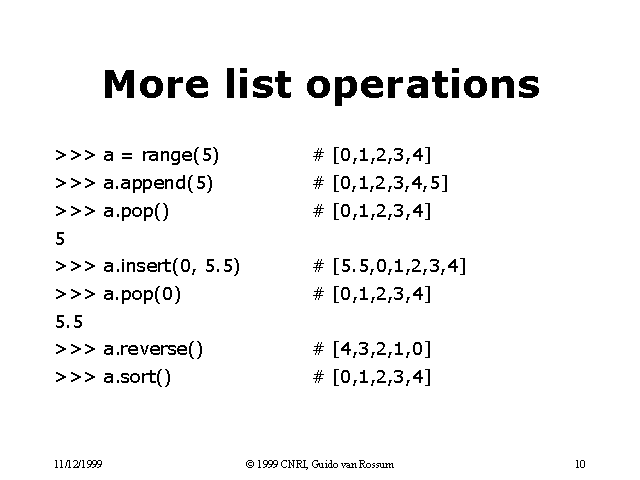 More list operations
>>> a = range(5) # [0,1,2,3,4]
>>> a.append(5) # [0,1,2,3,4,5]
>>> a.pop() # [0,1,2,3,4]
5
>>> a.insert(0, 5.5) # [5.5,0,1,2,3,4]
>>> a.pop(0) # [0,1,2,3,4]
5.5
>>> a.reverse() # [4,3,2,1,0]
>>> a.sort() # [0,1,2,3,4]
11/12/1999 © 1999 CNRI, Guido van Rossum 10